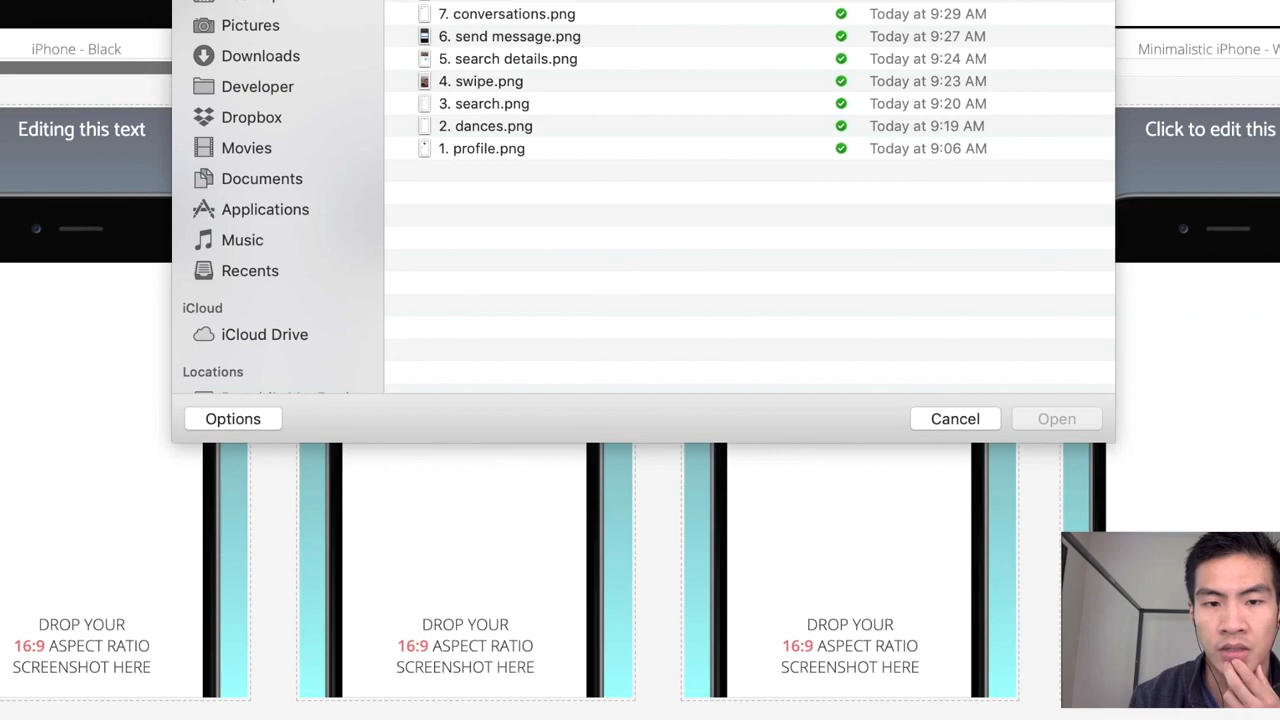 7. conversations.png Today at 9:29 AM
Pictures
6. send message.png Today at 9:27 AM
iPhone - Black
Minimalistic iPhone - W
Downloads
5. search details.png Today at 9:24 AM
4. swipe.png Today at 9:23 AM
Developer
3. search.png Today at 9:20 AM
Dropbox
2. dances.png Today at 9:19 AM
Editing this text
Click to edit this
Movies
1. profile.png Today at 9:06 AM
Documents
Applications
Music
Recents
iCloud
iCloud Drive
Locations
Options
Cancel
Open
DROP YOUR
16:9 ASPECT RATIO
SCREENSHOT HERE
DROP YOUR
16:9 ASPECT RATIO
SCREENSHOT HERE
DROP YOUR
16:9 ASPECT RATIO
SCREENSHOT HERE